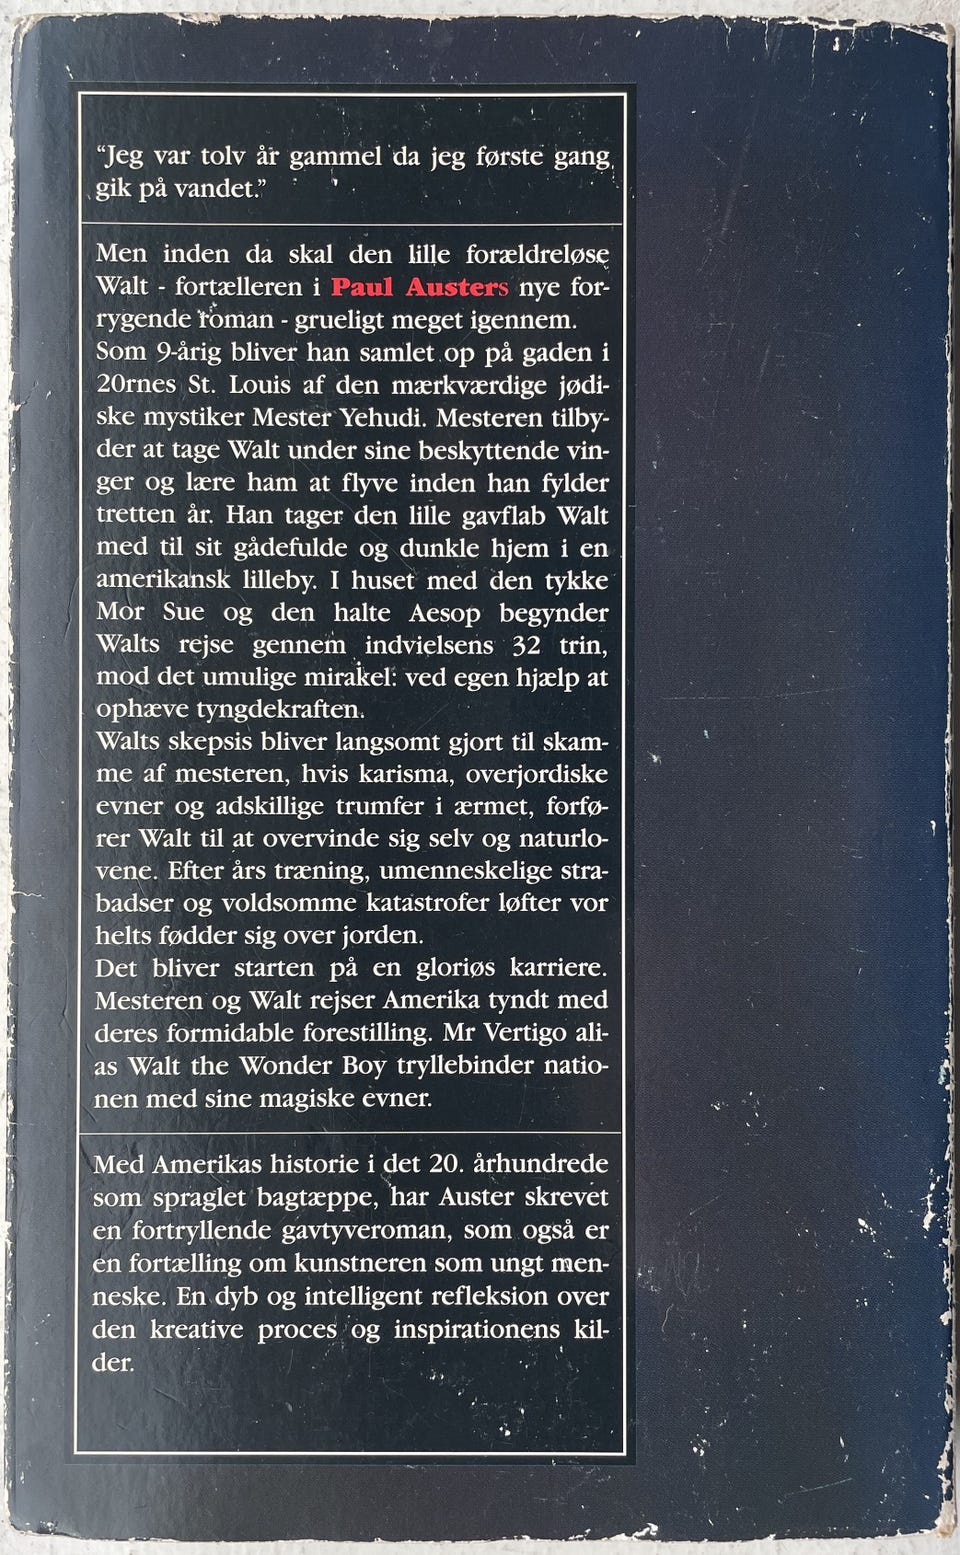 “Jeg var tolv år gammel da jeg første gang
gik på vandet.”
Men inden da skal den lille forældreløse
Walt - fortælleren i Paul Austers nye for-
rygende roman - grueligt meget igennem.
Som 9-årig bliver han samlet op på gaden i
20rnes St. Louis af den mærkværdige jødi-
ske mystiker Mester Yehudi. Mesteren tilby-
der at tage Walt under sine beskyttende vin-
ger og lære ham at flyve inden han fylder
tretten år. Han tager den lille gavflab Walt
med til sit gådefulde og dunkle hjem i en
amerikansk lilleby. I huset med den tykke
Mor Sue og den halte Aesop begynder
Walts rejse gennem indvielsens 32 trin,
mod det umulige mirakel: ved egen hjælp at
ophæve tyngdekraften.
Walts skepsis bliver langsomt gjort til skam-
me af mesteren, hvis karisma, overjordiske
evner og adskillige trumfer i ærmet, forfø-
rer Walt til at overvinde sig selv og naturlo-
vene. Efter års træning, umenneskelige stra-
badser og voldsomme katastrofer løfter vor
helts fødder sig over jorden.
Det bliver starten på en gloriøs karriere.
Mesteren og Walt rejser Amerika tyndt med
deres formidable forestilling. Mr Vertigo ali-
as Walt the Wonder Boy tryllebinder natio-
nen med sine magiske evner.
Med Amerikas historie i det 20. århundrede
som spraglet bagtæppe, har Auster skrevet
en fortryllende gavtyveroman, som også er
en fortælling om kunstneren som ungt men-
neske. En dyb og intelligent refleksion over
den kreative proces og inspirationens kil-
der.